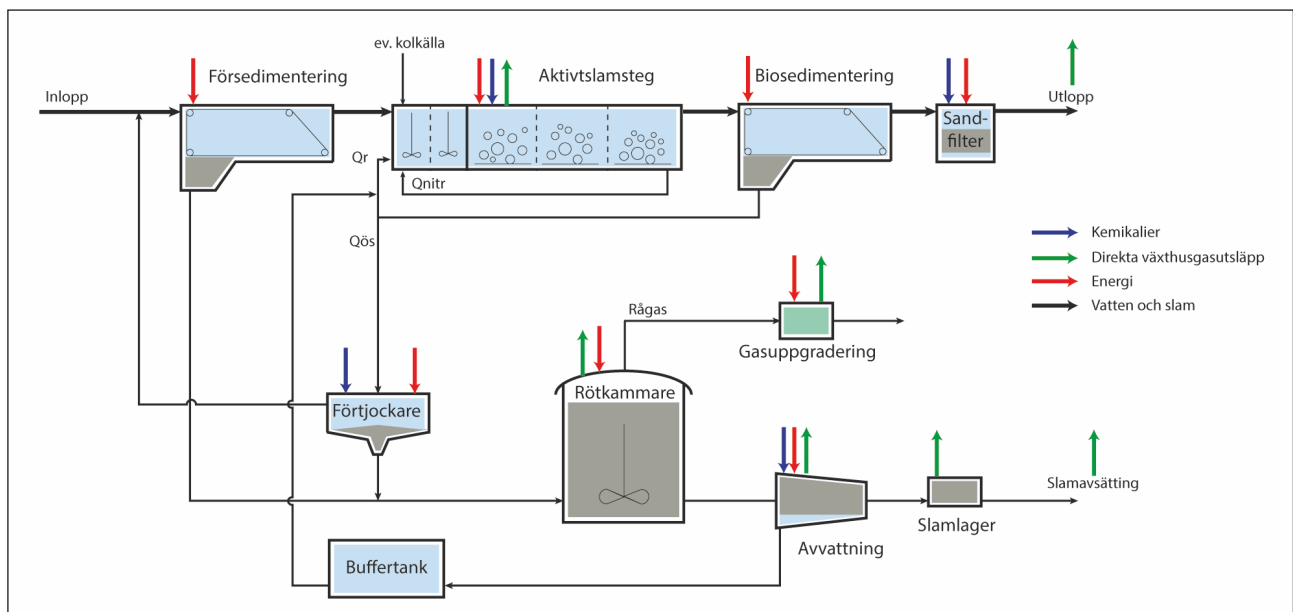 ev. kolkälla
Försedimentering
Aktivtslamsteg
Biosedimentering
Inlopp
Utlopp
Sand-
filter
Qr
Qnitr
Qös
Kemikalier
Direkta växthusgasutsläpp
Energi
Vatten och slam
Rågas
Gasuppgradering
Rötkammare
Förtjockare
Slamavsätting
Slamlager
Avvattning
Buffertank